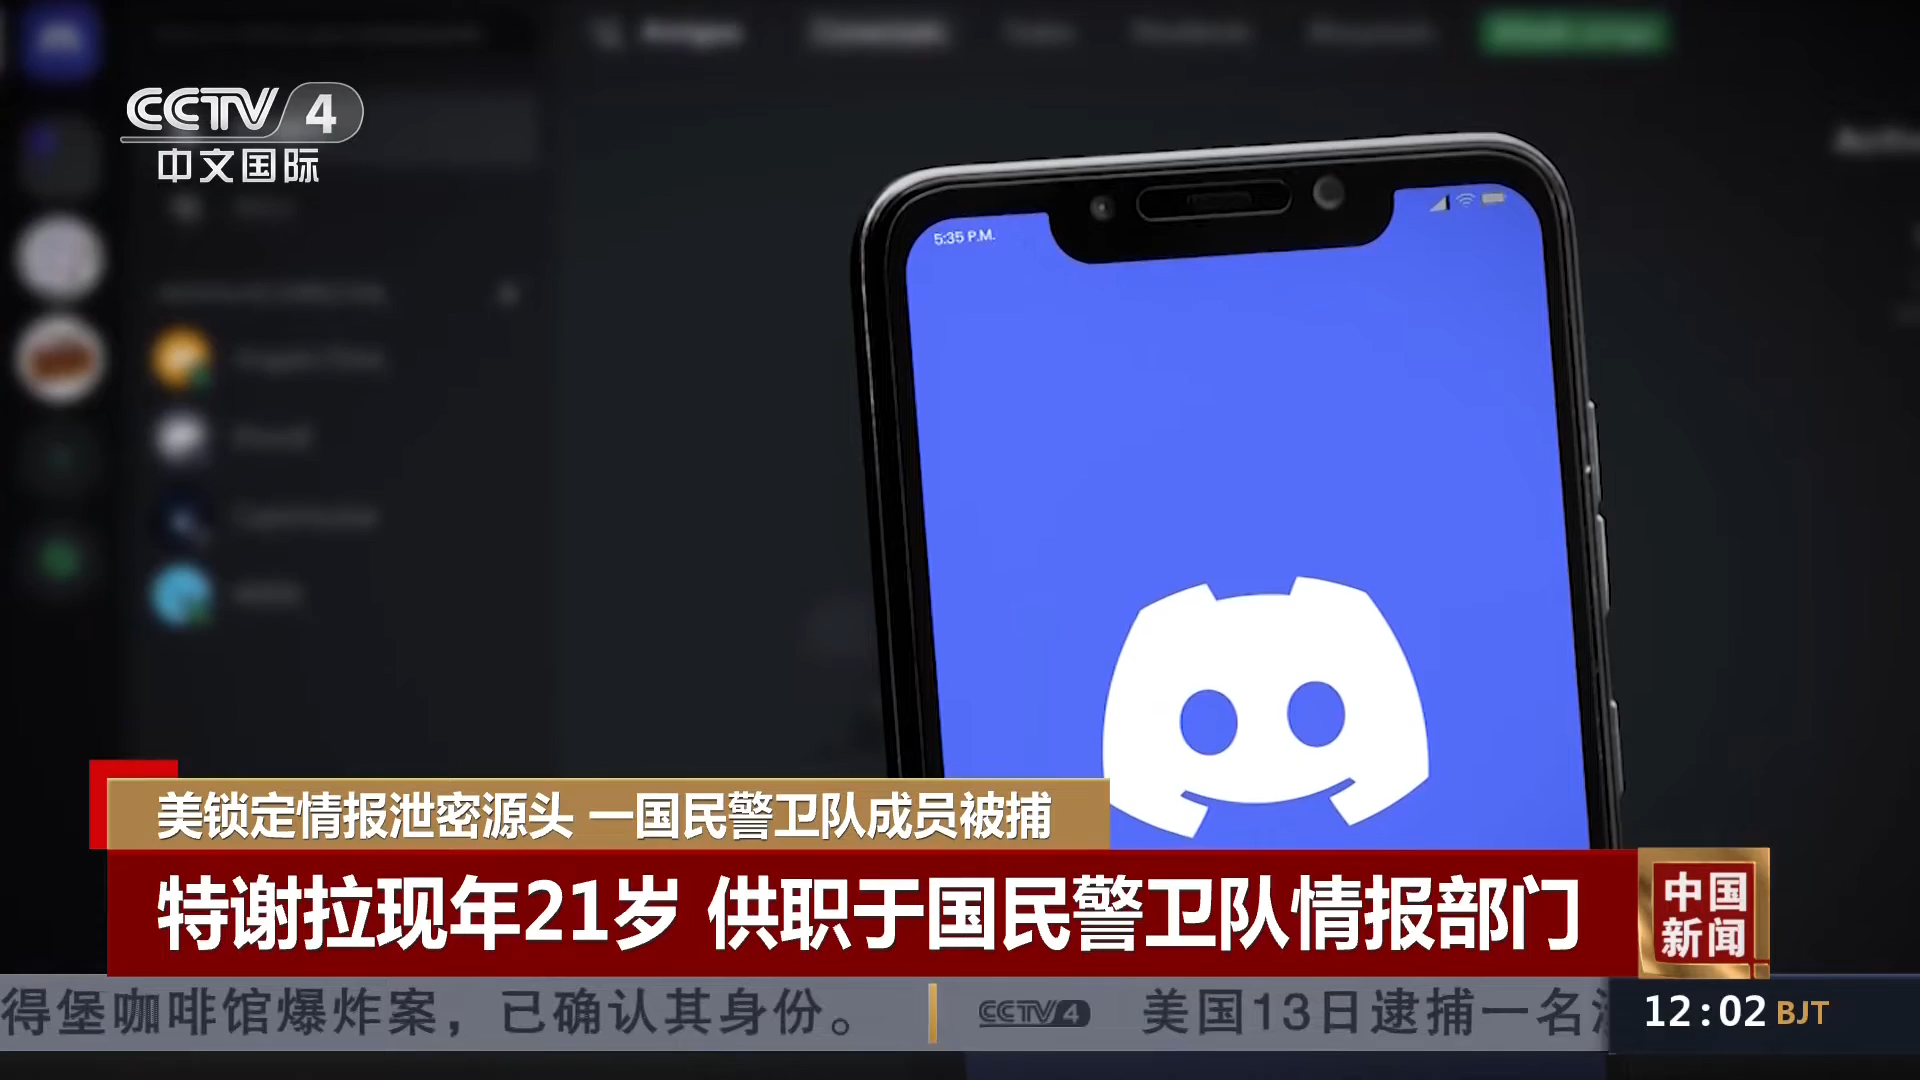 CCTV 4
中文国际
5:35 P.M.
美锁定情报泄密源头 一国民警卫队成员被捕
特谢拉现年21岁 供职于国民警卫队情报部门
中国
新闻
得堡咖啡馆爆炸案，已确认其身份。 CCTV 4 美国13日逮捕一名
12:02 BJT